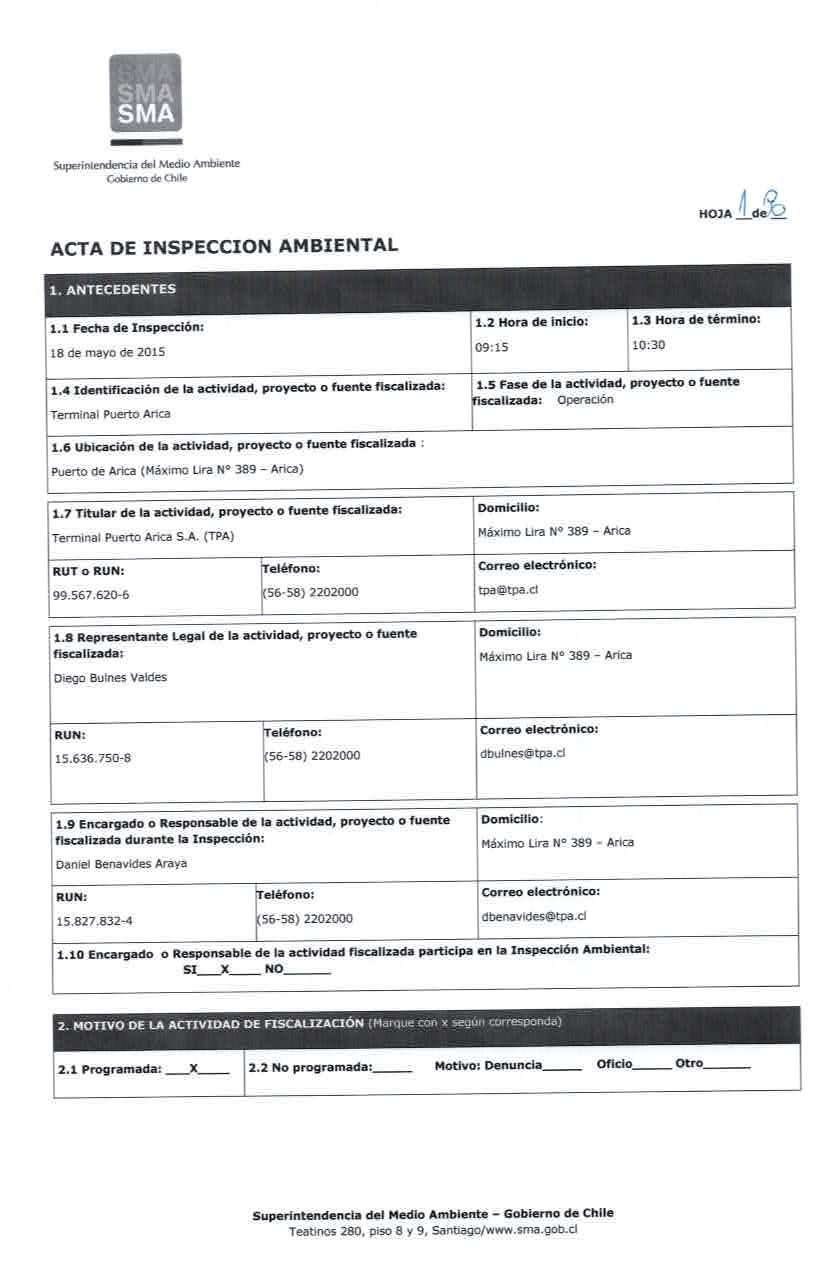 SMA
SMA
SMA
Superintendencia del Medio Ambiente
Gobierno de Chile
HOJA 1 de
ACTA DE INSPECCION AMBIENTAL
1. ANTECEDENTES
1.1 Fecha de Inspección:
18 de mayo de 2015
1.2 Hora de inicio:
09:15
1.3 Hora de término:
10:30
1.4 Identificación de la actividad, proyecto o fuente fiscalizada:
Terminal Puerto Arica
1.5 Fase de la actividad, proyecto o fuente
fiscalizada: Operación
1.6 Ubicación de la actividad, proyecto o fuente fiscalizada :
Puerto de Arica (Máximo Lira N° 389 – Arica)
1.7 Titular de la actividad, proyecto o fuente fiscalizada:
Terminal Puerto Arica S.A. (TPA)
Domicilio:
Máximo Lira N° 389 – Arica
RUT o RUN:
99.567.620-6
Teléfono:
(56-58) 2202000
Correo electrónico:
tpa@tpa.cl
1.8 Representante Legal de la actividad, proyecto o fuente
fiscalizada:
Diego Bulnes Valdes
Domicilio:
Máximo Lira N° 389 – Arica
RUN:
15.636.750-8
Teléfono:
(56-58) 2202000
Correo electrónico:
dbulnes@tpa.cl
1.9 Encargado o Responsable de la actividad, proyecto o fuente
fiscalizada durante la Inspección:
Daniel Benavides Araya
Domicilio:
Máximo Lira N° 389 – Arica
RUN:
15.827.832-4
Teléfono:
(56-58) 2202000
Correo electrónico:
dbenavides@tpa.cl
1.10 Encargado o Responsable de la actividad fiscalizada participa en la Inspección Ambiental:
SI___X____ NO______
2. MOTIVO DE LA ACTIVIDAD DE FISCALIZACIÓN (Marque con x según corresponda)
2.1 Programada: ___X____
2.2 No programada:_____ Motivo: Denuncia_____ Oficio_____ Otro______
Superintendencia del Medio Ambiente – Gobierno de Chile
Teatinos 280, piso 8 y 9, Santiago/www.sma.gob.cl